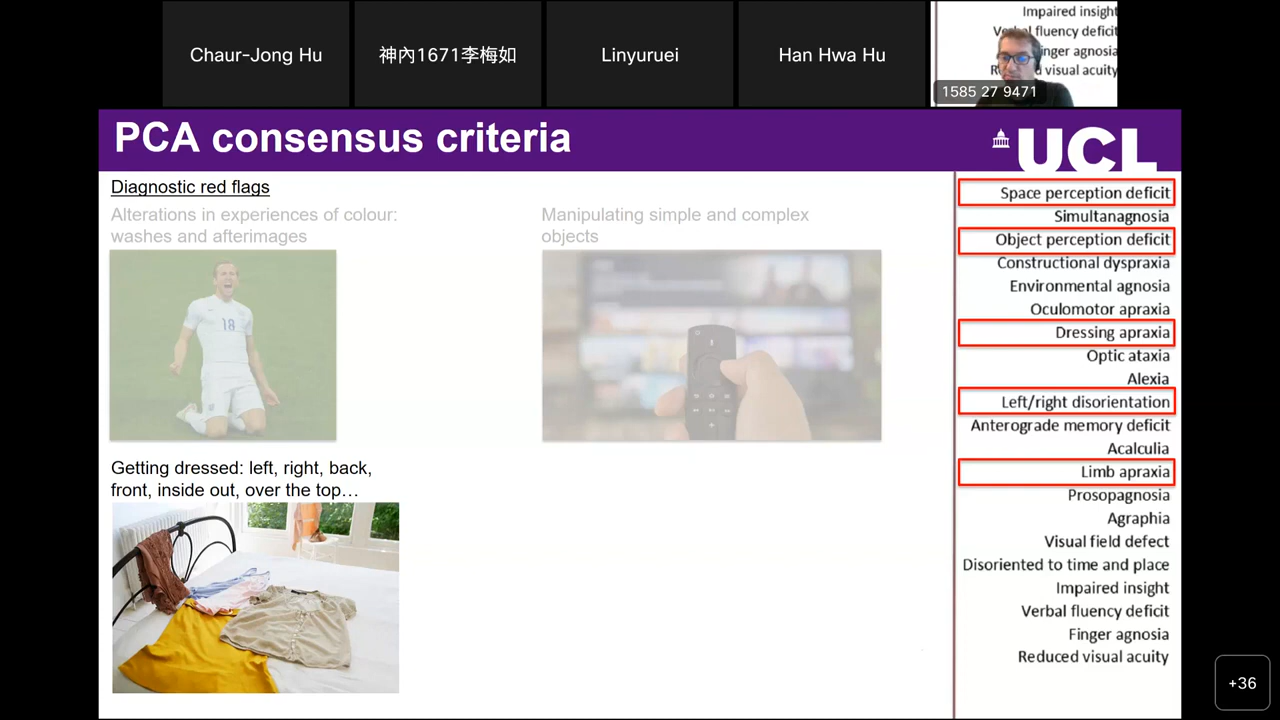 Chaur-Jong Hu
神內1671李梅如
Linyuruei
Han Hwa Hu
Impaired insight
Verbal fluency deficit
inger agnosia
visual acuity
1585 27 9471
PCA consensus criteria
UCL
Diagnostic red flags
Alterations in experiences of colour:
washes and afterimages
Manipulating simple and complex
objects
18
Getting dressed: left, right, back,
front, inside out, over the top…
Space perception deficit
Simultanagnosia
Object perception deficit
Constructional dyspraxia
Environmental agnosia
Oculomotor apraxia
Dressing apraxia
Optic ataxia
Alexia
Left/right disorientation
Anterograde memory deficit
Acalculia
Limb apraxia
Prosopagnosia
Agraphia
Visual field defect
Disoriented to time and place
Impaired insight
Verbal fluency deficit
Finger agnosia
Reduced visual acuity
+36